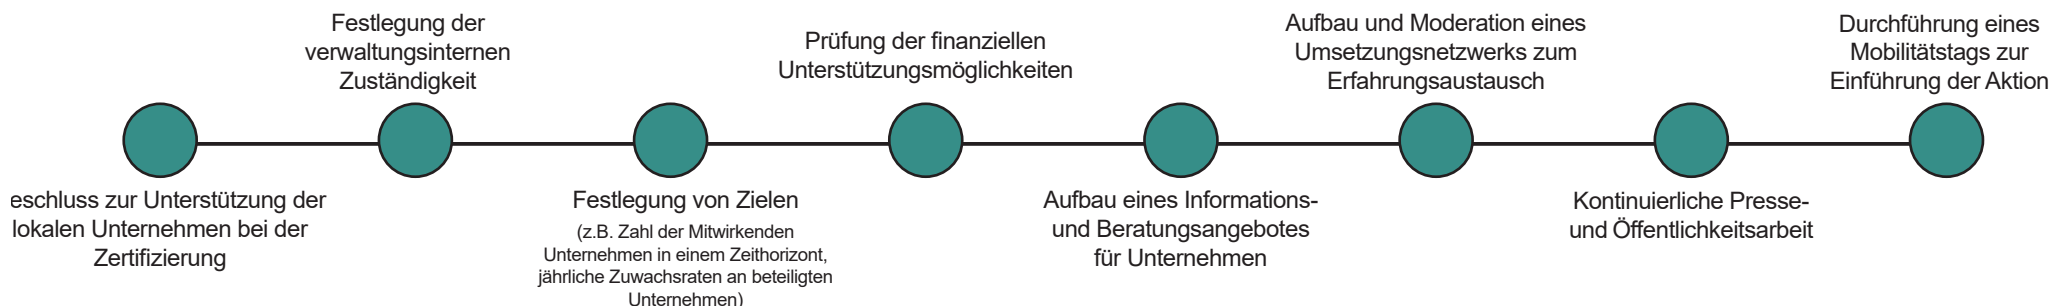 eschluss zur Unterstützung der
lokalen Unternehmen bei der
Zertifizierung
Festlegung der
verwaltungsinternen
Zuständigkeit
Festlegung von Zielen
(z.B. Zahl der Mitwirkenden
Unternehmen in einem Zeithorizont,
jährliche Zuwachsraten an beteiligten
Unternehmen)
Prüfung der finanziellen
Unterstützungsmöglichkeiten
Aufbau eines Informations-
und Beratungsangebotes
für Unternehmen
Aufbau und Moderation eines
Umsetzungsnetzwerks zum
Erfahrungsaustausch
Kontinuierliche Presse-
und Öffentlichkeitsarbeit
Durchführung eines
Mobilitätstags zur
Einführung der Aktion